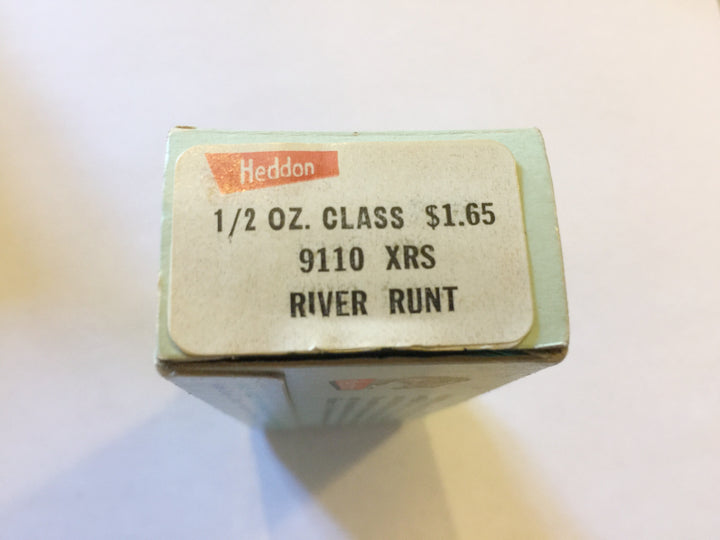 Heddon
1/2 OZ. CLASS $1.65
9110 XRS
RIVER RUNT